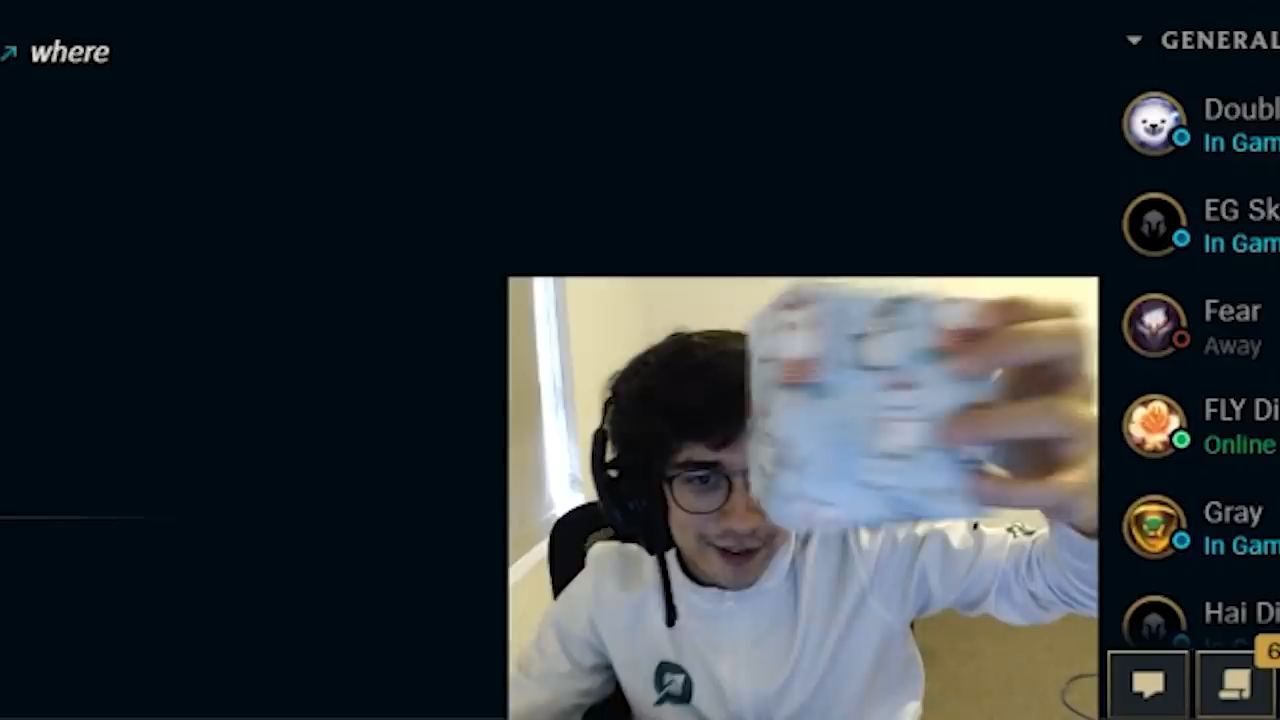 where
GENERAL
Doubl
In Gam
EG Sk
In Gam
Fear
Away
FLY Di
Online
Gray
In Gam
Hai Di
6